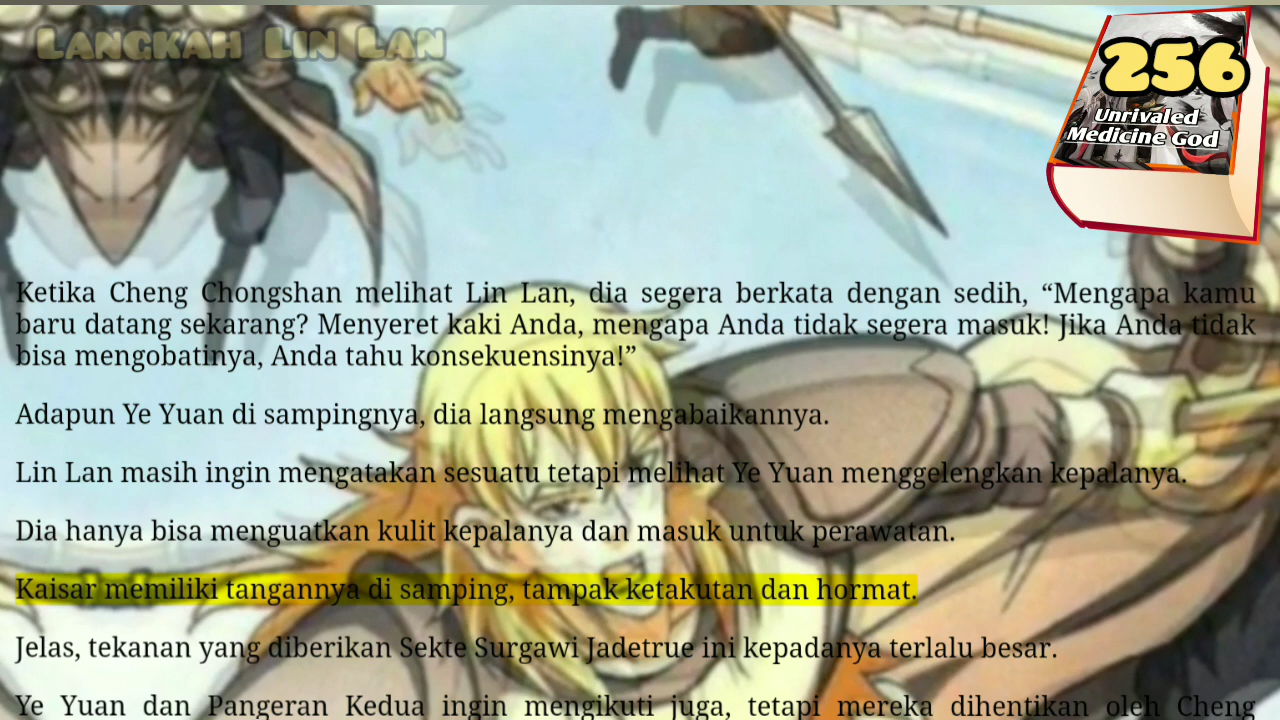 Langkah Lin Lan
256
Unrivaled
Medicine God
Ketika Cheng Chongshan melihat Lin Lan, dia segera berkata dengan sedih, “Mengapa kamu
baru datang sekarang? Menyeret kaki Anda, mengapa Anda tidak segera masuk! Jika Anda tidak
bisa mengobatinya, Anda tahu konsekuensinya!”
Adapun Ye Yuan di sampingnya, dia langsung mengabaikannya.
Lin Lan masih ingin mengatakan sesuatu tetapi melihat Ye Yuan menggelengkan kepalanya.
Dia hanya bisa menguatkan kulit kepalanya dan masuk untuk perawatan.
Kaisar memiliki tangannya di samping, tampak ketakutan dan hormat.
Jelas, tekanan yang diberikan Sekte Surgawi Jadetrue ini kepadanya terlalu besar.
Ye Yuan dan Pangeran Kedua ingin mengikuti juga, tetapi mereka dihentikan oleh Cheng